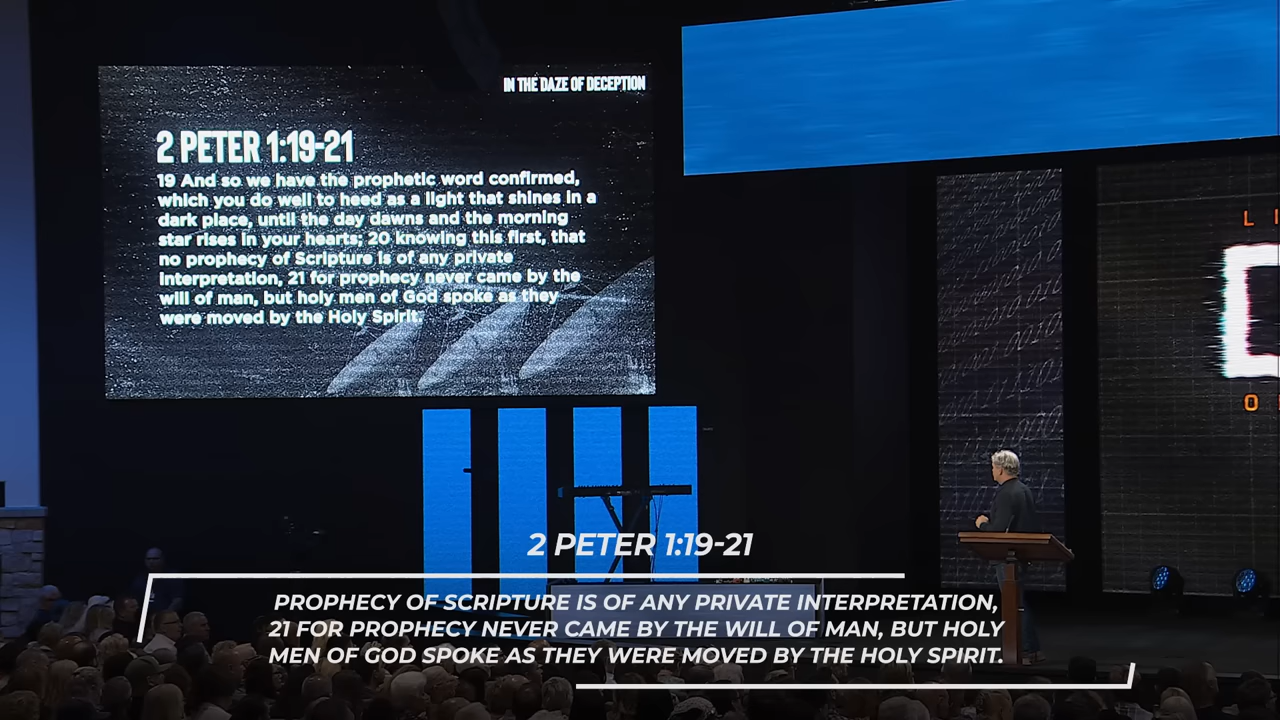 IN THE DAZE OF DECEPTION
2 PETER 1:19-21
19 And so we have the prophetic word confirmed,
which you do well to heed as a light that shines in a
dark place, until the day dawns and the morning
star rises in your hearts; 20 knowing this first, that
no prophecy of Scripture is of any private
interpretation, 21 for prophecy never came by the
will of man, but holy men of God spoke as they
were moved by the Holy Spirit.
2 PETER 1:19-21
PROPHECY OF SCRIPTURE IS OF ANY PRIVATE INTERPRETATION,
21 FOR PROPHECY NEVER CAME BY THE WILL OF MAN, BUT HOLY
MEN OF GOD SPOKE AS THEY WERE MOVED BY THE HOLY SPIRIT.